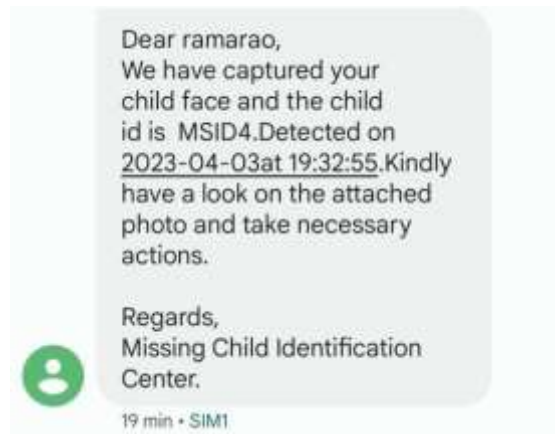 Dear ramarao,
We have captured your
child face and the child
id is  MSID4.Detected on
2023-04-03at 19:32:55.Kindly
have a look on the attached
photo and take necessary
actions.

Regards,
Missing Child Identification
Center.
19 min • SIM1